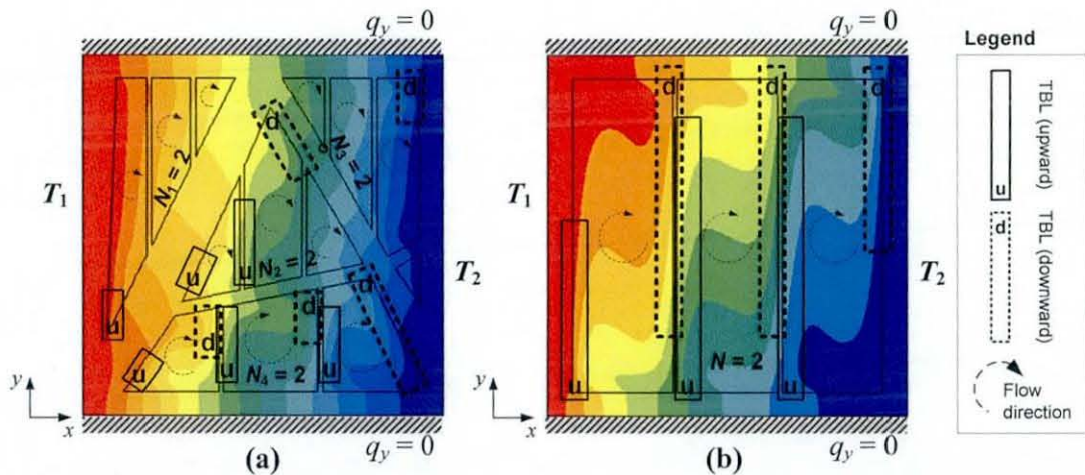 q_y = 0
T_1
d
d
N_1 = 2
N_3 = 2
u
u
N_2 = 2
u
d
d
u
N_4 = 2
u
u
d
T_2
y
x
q_y = 0
(a)
q_y = 0
T_1
d
d
d
u
u
N = 2
u
T_2
y
x
q_y = 0
(b)
Legend
TBL (upward)
u
TBL (downward)
d
Flow
direction